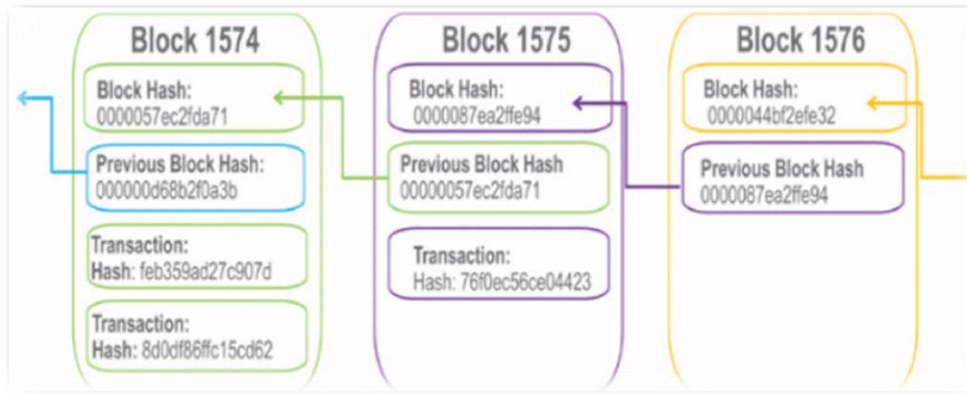 Block 1574
Block Hash:
0000057ec2fda71
Previous Block Hash:
000000d68b2f0a3b
Transaction:
Hash: feb359ad27c907d
Transaction:
Hash: 8d0df86ffc15cd62
Block 1575
Block Hash:
0000087ea2ffe94
Previous Block Hash
00000057ec2fda71
Transaction:
Hash: 76f0ec56ce04423
Block 1576
Block Hash:
0000044bf2efe32
Previous Block Hash
0000087ea2ffe94